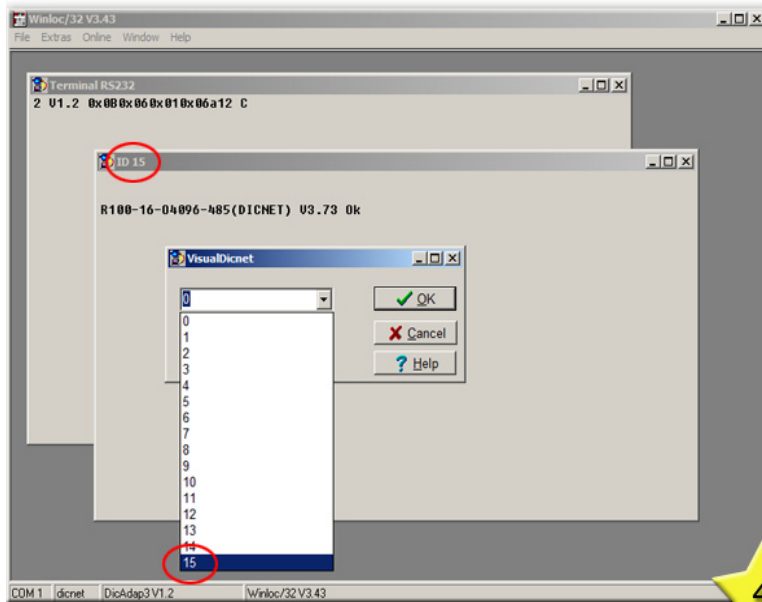 Winloc/32 V3.43
File Extras Online Window Help
Terminal RS232
2 V1.2 0x0B0x060x010x06a12 C
ID 15
R100-16-O4096-485(DICNET) V3.73 Ok
VisualDicnet
0
OK
Cancel
Help
0
1
2
3
4
5
6
7
8
9
10
11
12
13
14
15
COM 1 dicnet DicAdap3 V1.2 Winloc/32 V3.43
4